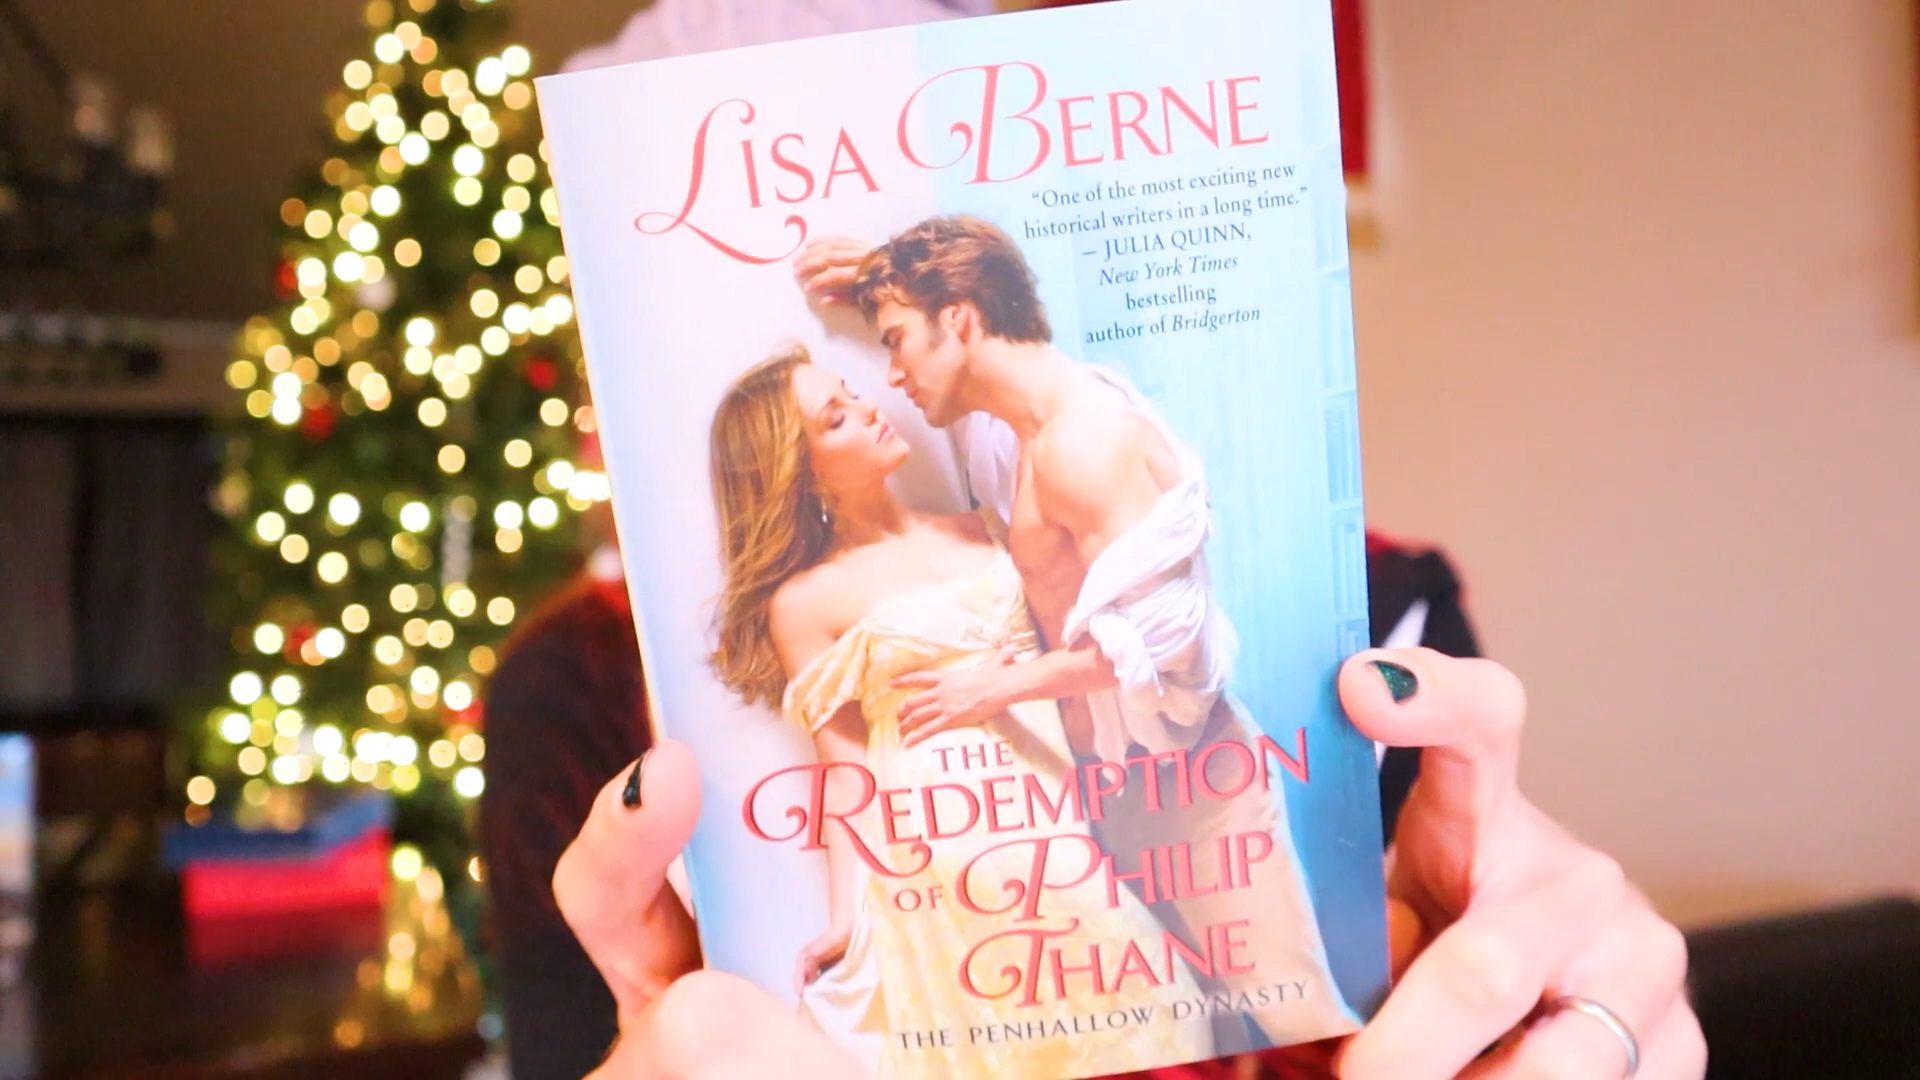 LISA BERNE
"One of the most exciting new
historical writers in a long time."
– JULIA QUINN,
New York Times
bestselling
author of Bridgerton
THE
REDEMPTION
OF PHILIP
THANE
THE PENHALLOW DYNASTY